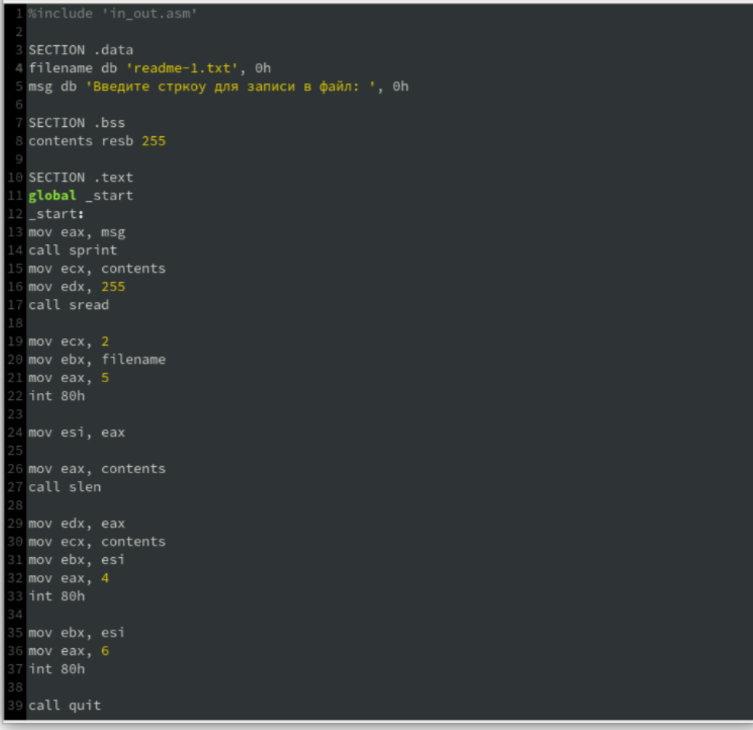 1 %include 'in_out.asm'
2
3 SECTION .data
4 filename db 'readme-1.txt', 0h
5 msg db 'Введите стркоу для записи в файл: ', 0h
6
7 SECTION .bss
8 contents resb 255
9
10 SECTION .text
11 global _start
12 _start:
13 mov eax, msg
14 call sprint
15 mov ecx, contents
16 mov edx, 255
17 call sread
18
19 mov ecx, 2
20 mov ebx, filename
21 mov eax, 5
22 int 80h
23
24 mov esi, eax
25
26 mov eax, contents
27 call slen
28
29 mov edx, eax
30 mov ecx, contents
31 mov ebx, esi
32 mov eax, 4
33 int 80h
34
35 mov ebx, esi
36 mov eax, 6
37 int 80h
38
39 call quit